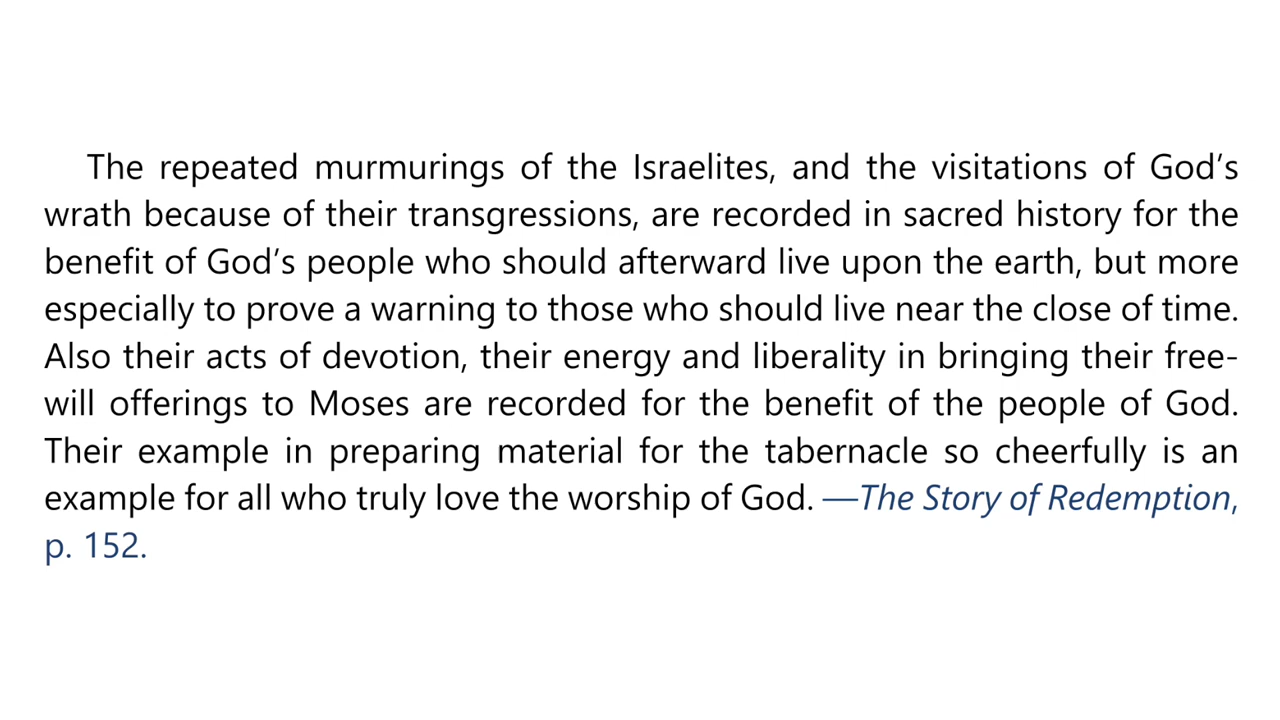 The repeated murmurings of the Israelites, and the visitations of God’s
wrath because of their transgressions, are recorded in sacred history for the
benefit of God’s people who should afterward live upon the earth, but more
especially to prove a warning to those who should live near the close of time.
Also their acts of devotion, their energy and liberality in bringing their free-
will offerings to Moses are recorded for the benefit of the people of God.
Their example in preparing material for the tabernacle so cheerfully is an
example for all who truly love the worship of God. —The Story of Redemption,
p. 152.